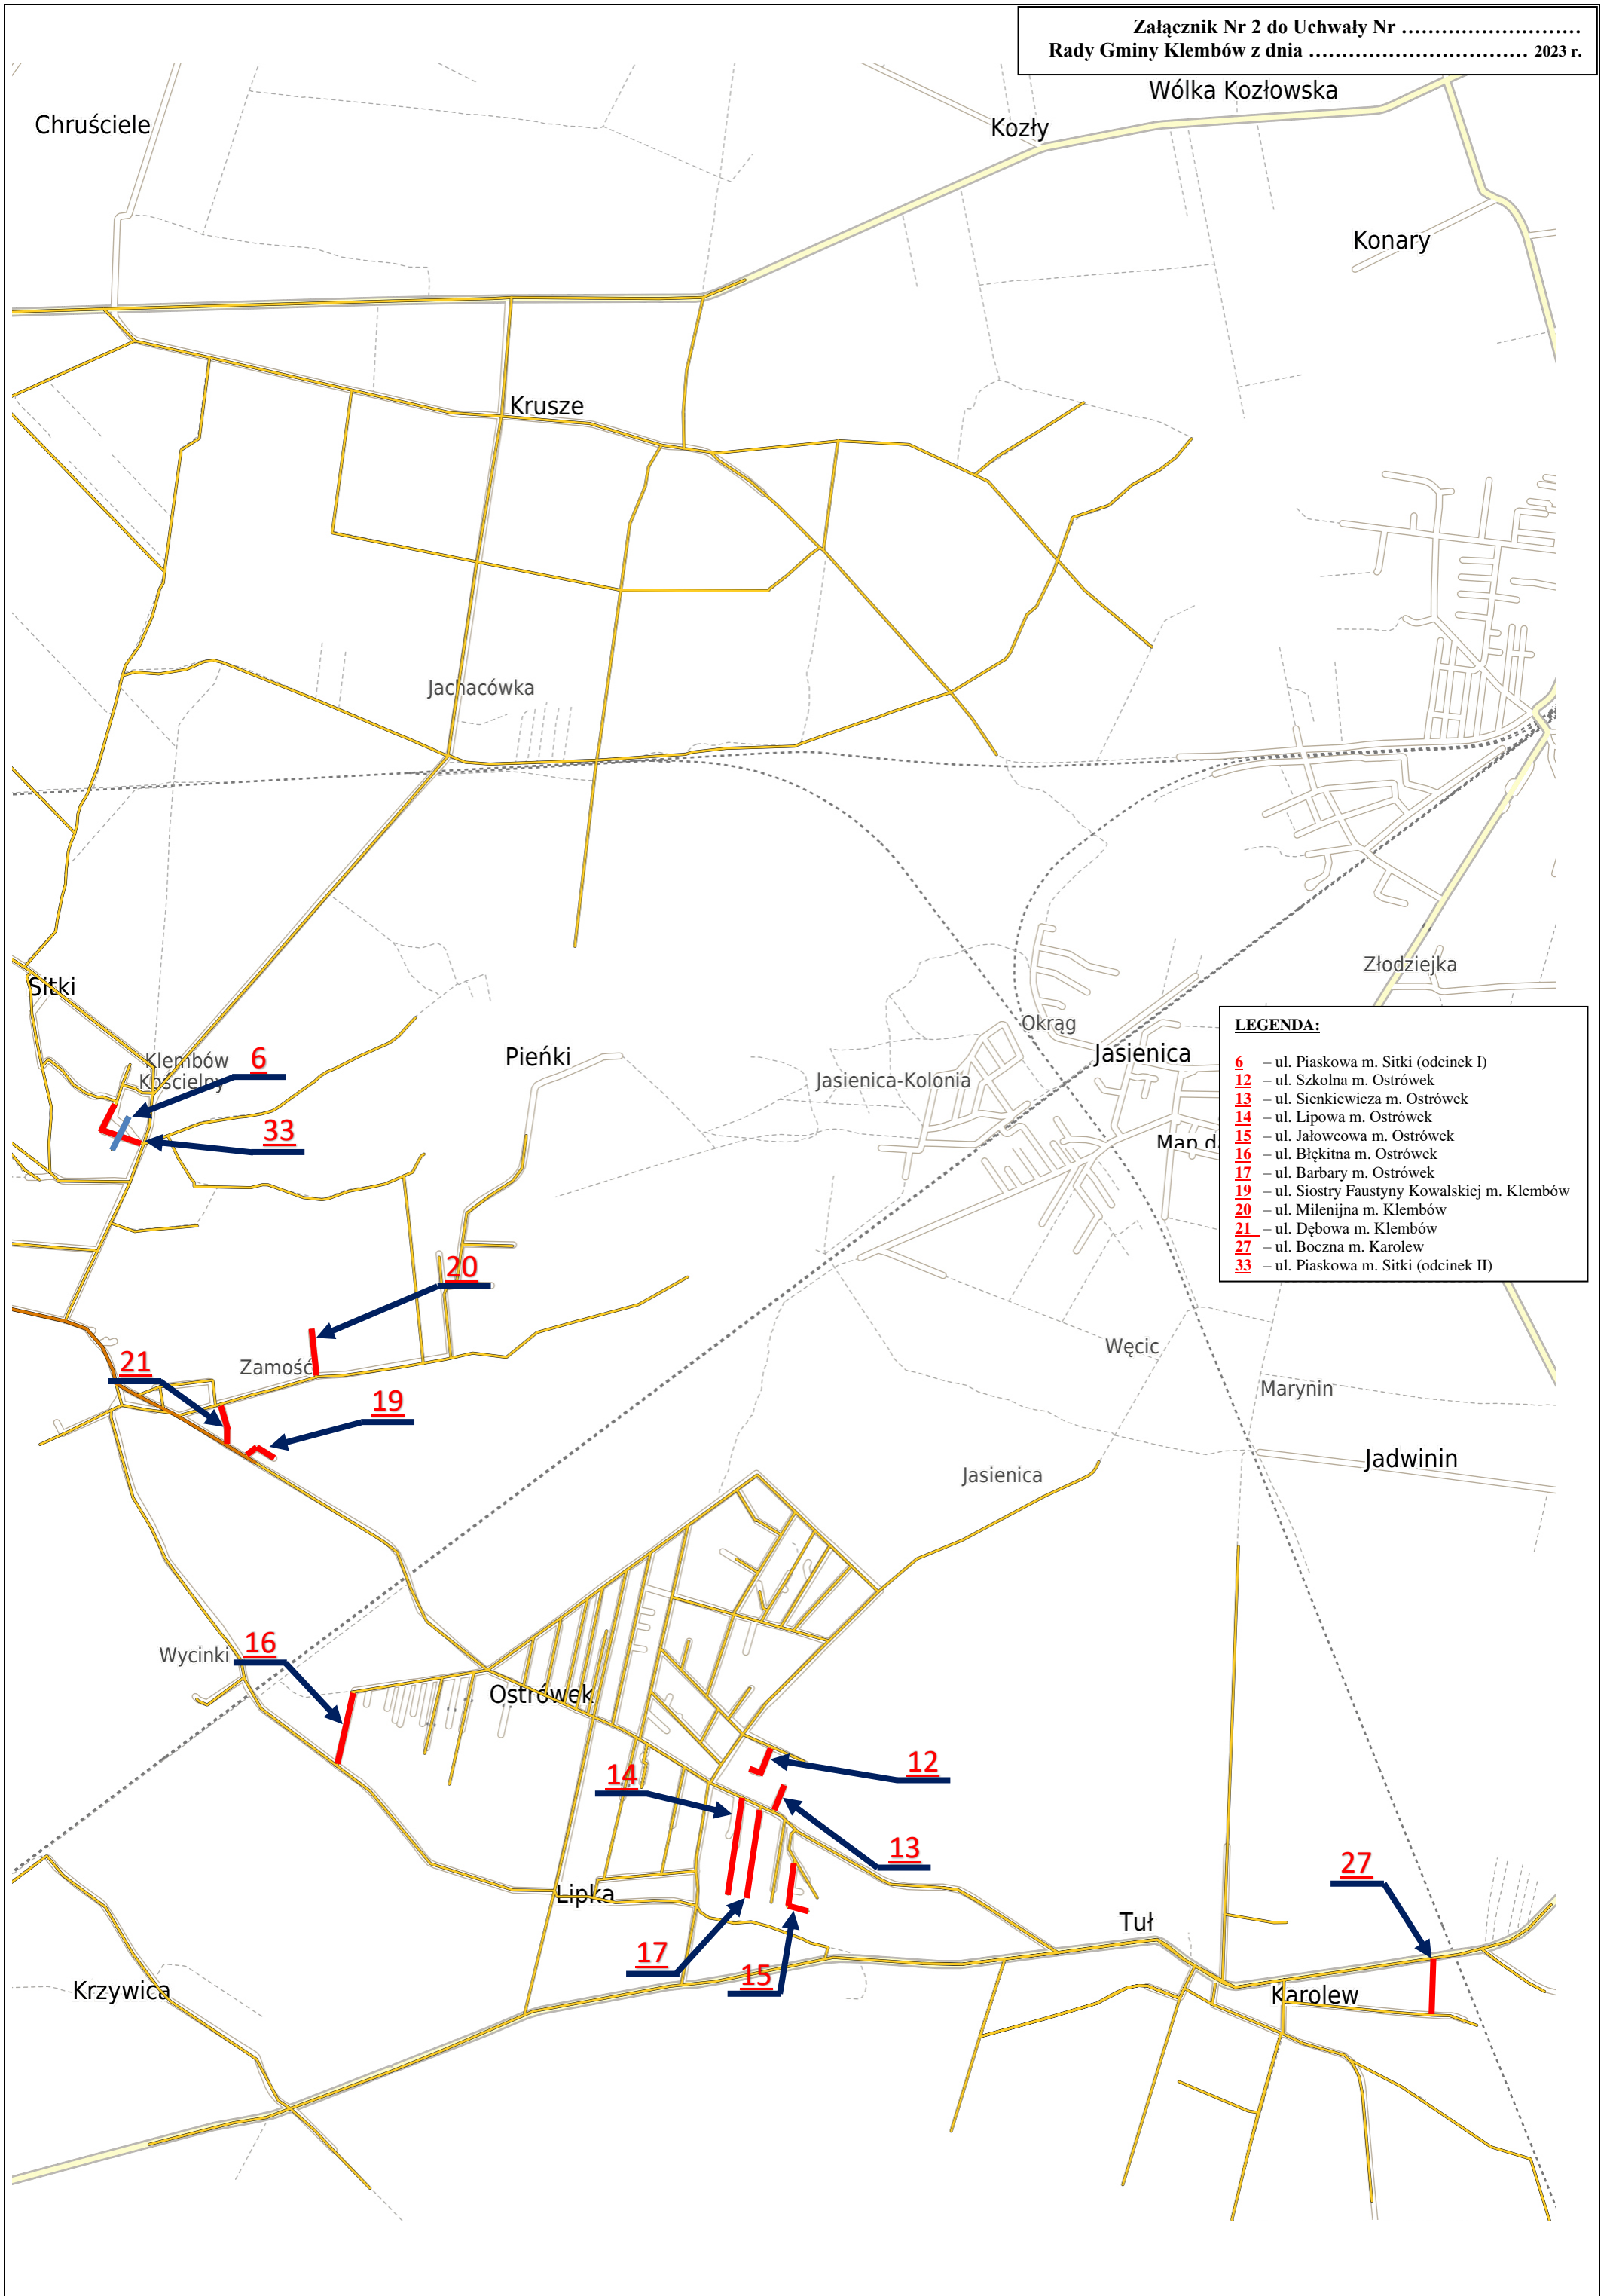 Załącznik Nr 2 do Uchwały Nr ...........................
Rady Gminy Klembów z dnia ................................. 2023 r.
Wólka Kozłowska
Chruściele
Kozły
Konary
Krusze
Jachacówka
Złodziejka
Sitki
Okrąg
Klembów
Kościelny
6
Pieńki
Jasienica
Jasienica-Kolonia
33
Map d
LEGENDA:
6 – ul. Piaskowa m. Sitki (odcinek I)
12 – ul. Szkolna m. Ostrówek
13 – ul. Sienkiewicza m. Ostrówek
14 – ul. Lipowa m. Ostrówek
15 – ul. Jałowcowa m. Ostrówek
16 – ul. Błękitna m. Ostrówek
17 – ul. Barbary m. Ostrówek
19 – ul. Siostry Faustyny Kowalskiej m. Klembów
20 – ul. Milenijna m. Klembów
21 – ul. Dębowa m. Klembów
27 – ul. Boczna m. Karolew
33 – ul. Piaskowa m. Sitki (odcinek II)
20
Węcic
21
Zamość
Marynin
19
Jadwinin
Jasienica
16
Wycinki
Ostrówek
12
14
13
27
Lipka
Tuł
17
15
Krzywica
Karolew